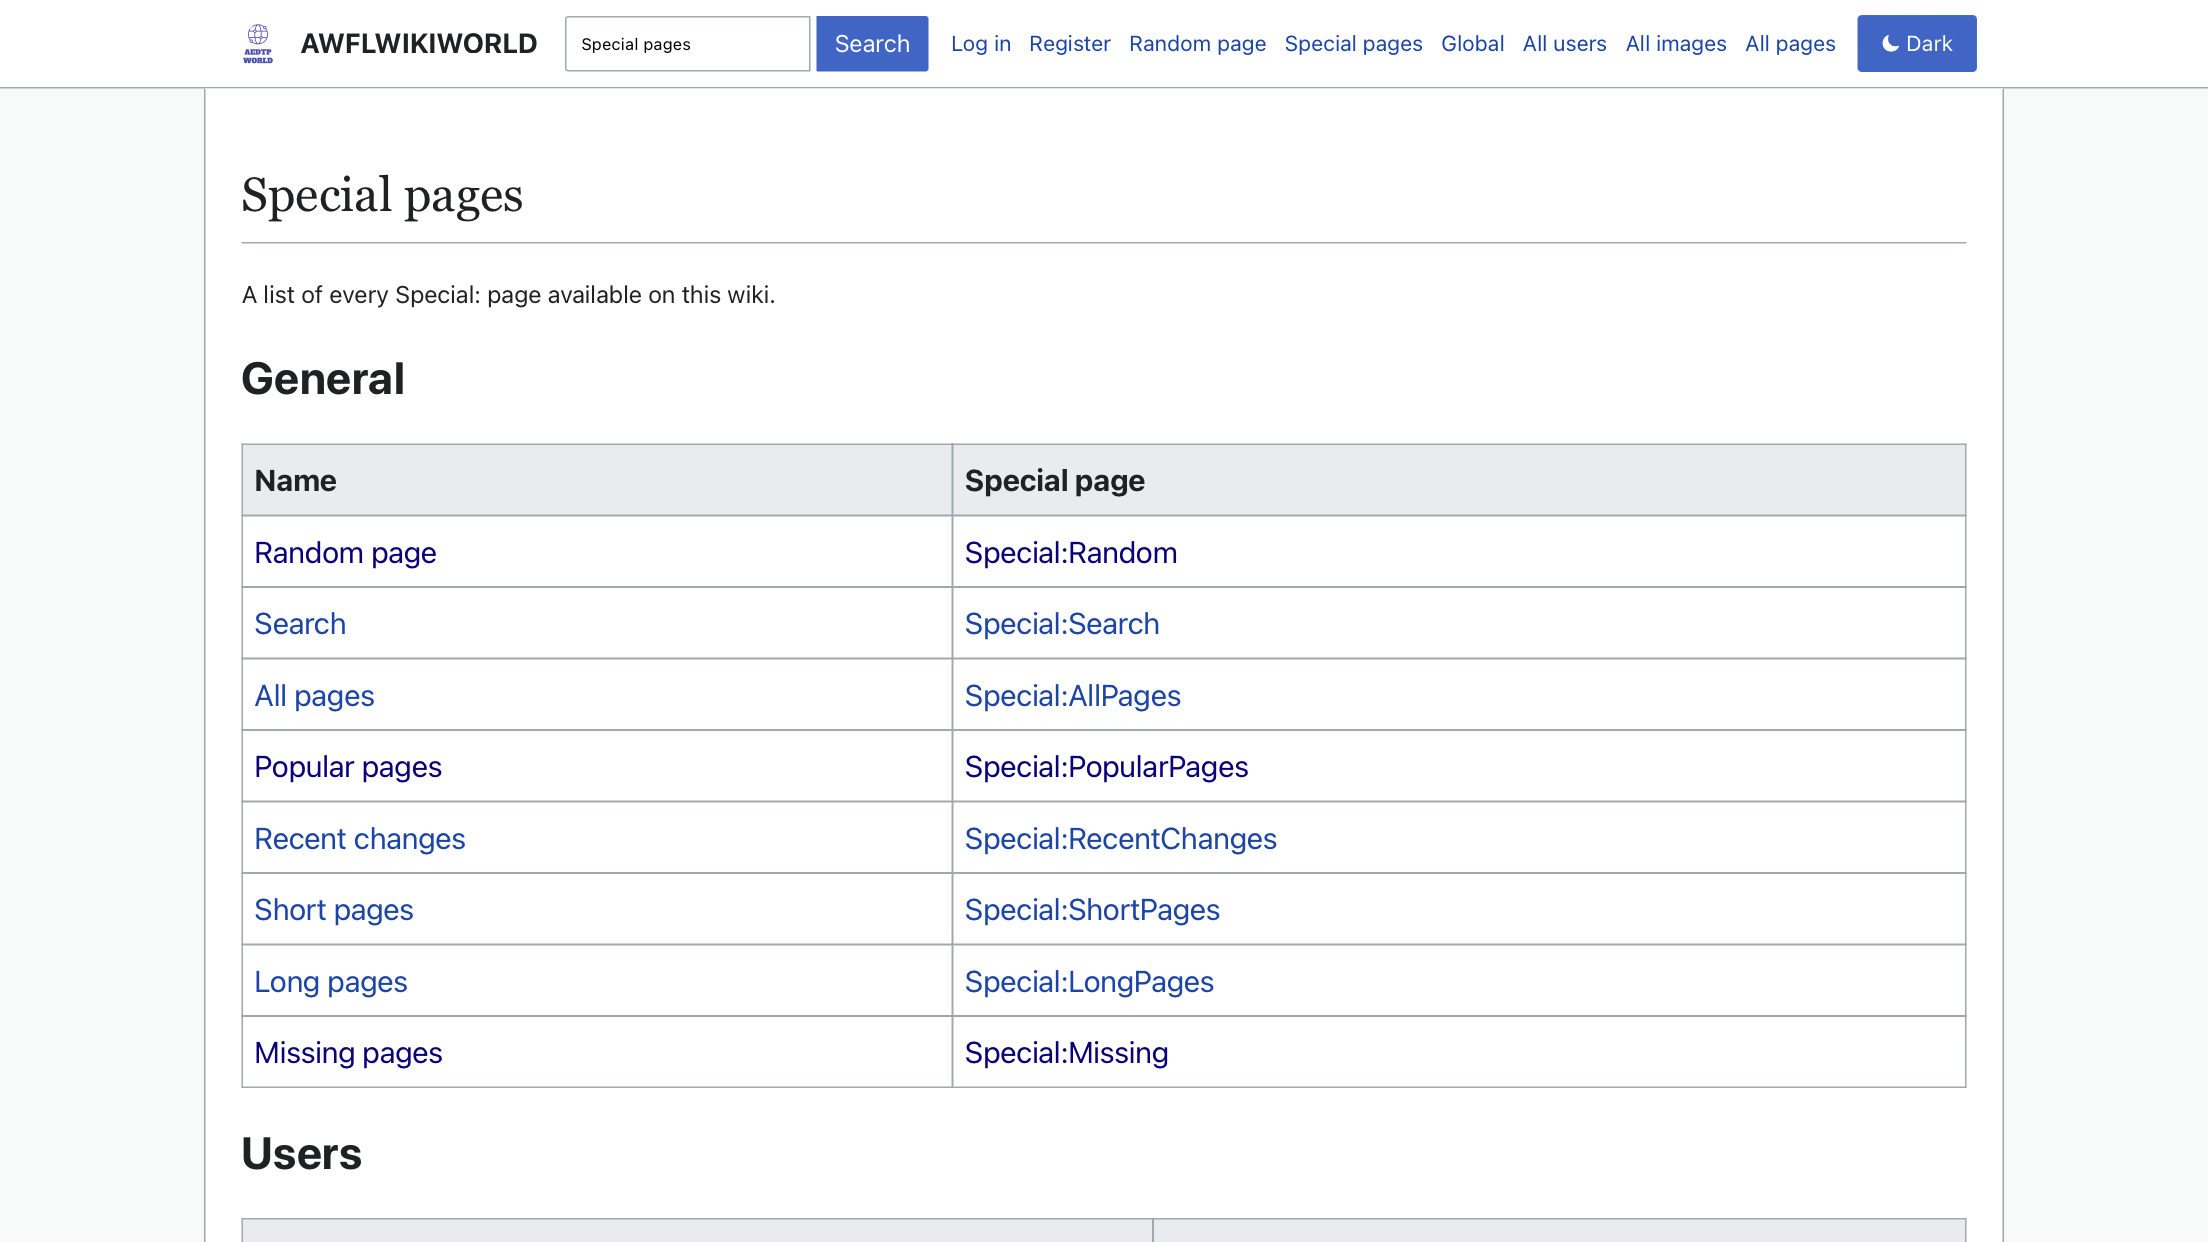 AEDTP
WORLD
AWFLWIKIWORLD
Special pages
Search
Log in Register Random page Special pages Global All users All images All pages
Dark
Special pages
A list of every Special: page available on this wiki.
General
Name Special page
Random page Special:Random
Search Special:Search
All pages Special:AllPages
Popular pages Special:PopularPages
Recent changes Special:RecentChanges
Short pages Special:ShortPages
Long pages Special:LongPages
Missing pages Special:Missing
Users